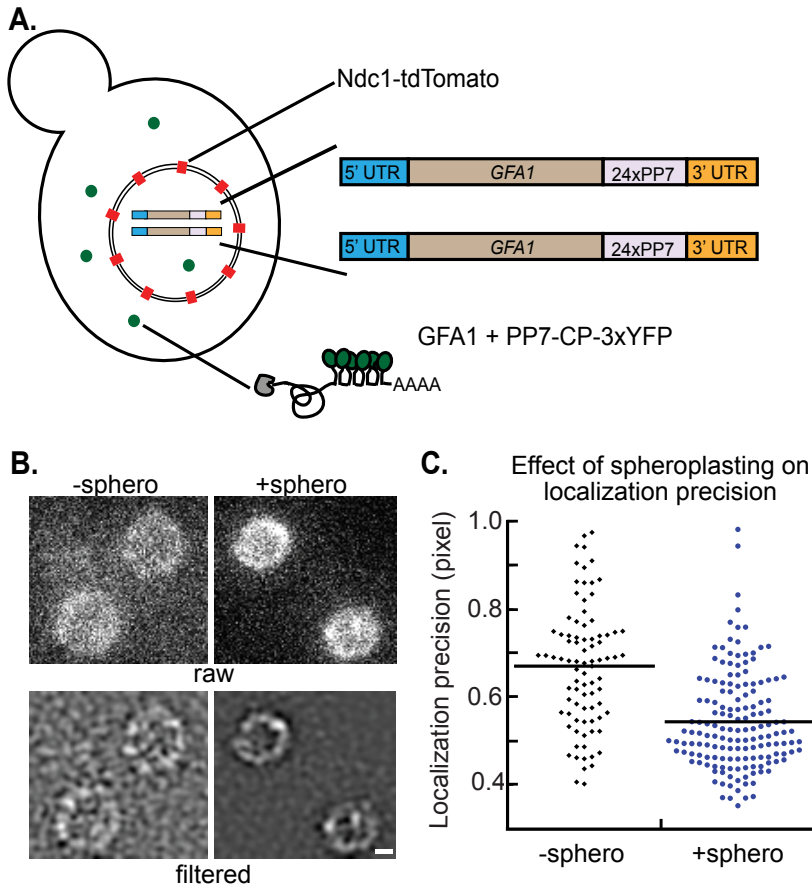 A.
Ndc1-tdTomato
5' UTR GFA1 24xPP7 3' UTR
5' UTR GFA1 24xPP7 3' UTR
GFA1 + PP7-CP-3xYFP
AAAA
B.
-sphero +sphero
raw
filtered
C.
Effect of spheroplasting on
localization precision
Localization precision (pixel)
1.0
0.8
0.6
0.4
-sphero +sphero